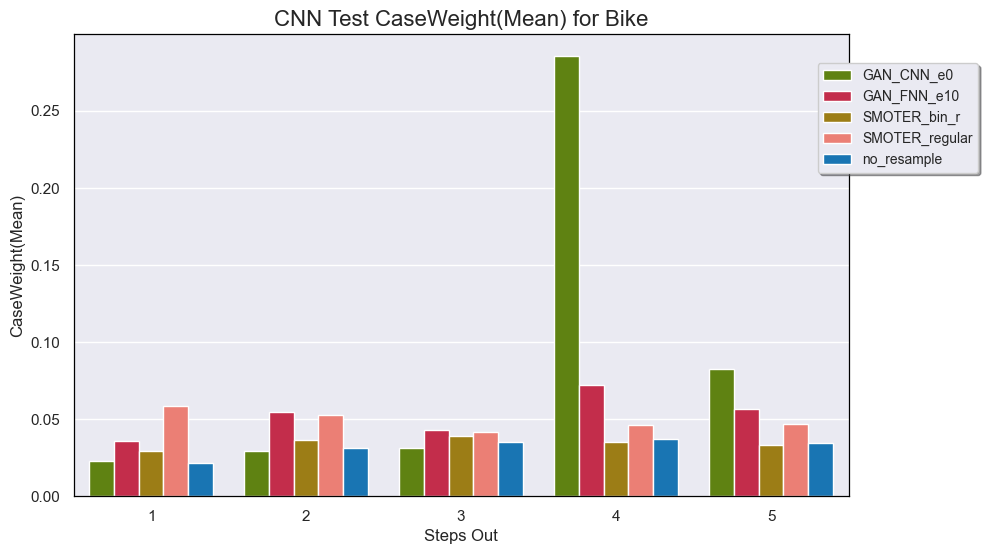 CNN Test CaseWeight(Mean) for Bike
CaseWeight(Mean)
0.25
0.20
0.15
0.10
0.05
0.00
1 2 3 4 5
Steps Out
GAN_CNN_e0
GAN_FNN_e10
SMOTER_bin_r
SMOTER_regular
no_resample